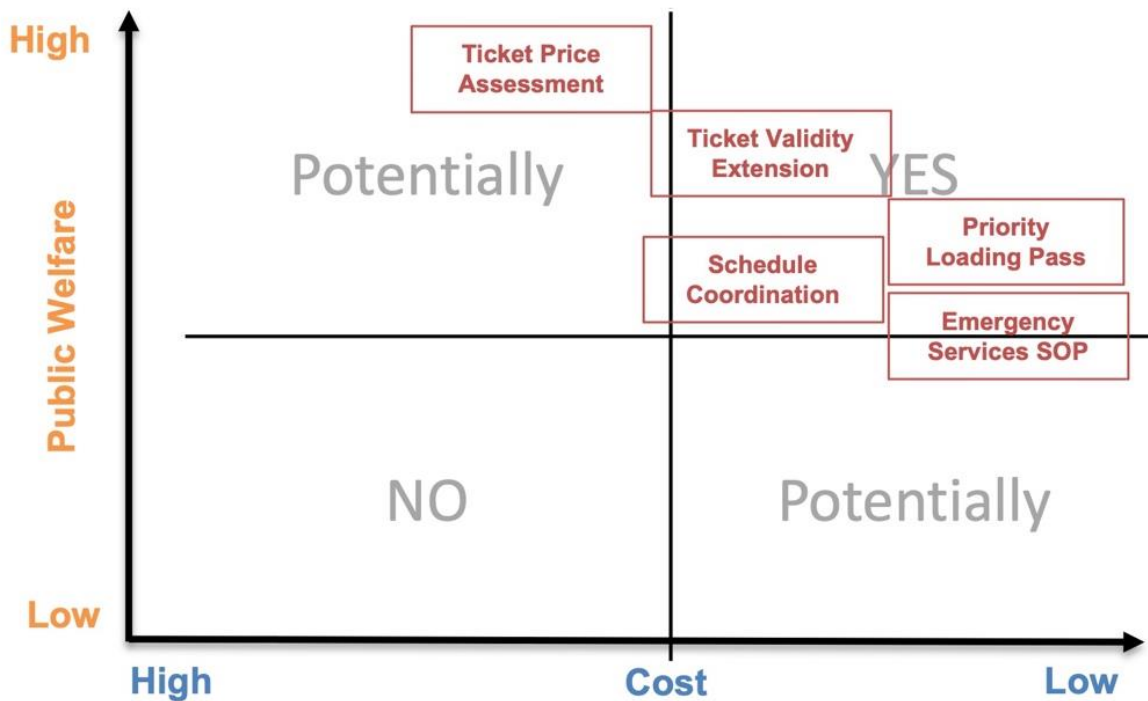 High
Ticket Price
Assessment
Ticket Validity
Extension
Potentially
YES
Priority
Loading Pass
Schedule
Coordination
Emergency
Services SOP
Public Welfare
NO
Potentially
Low
High
Cost
Low